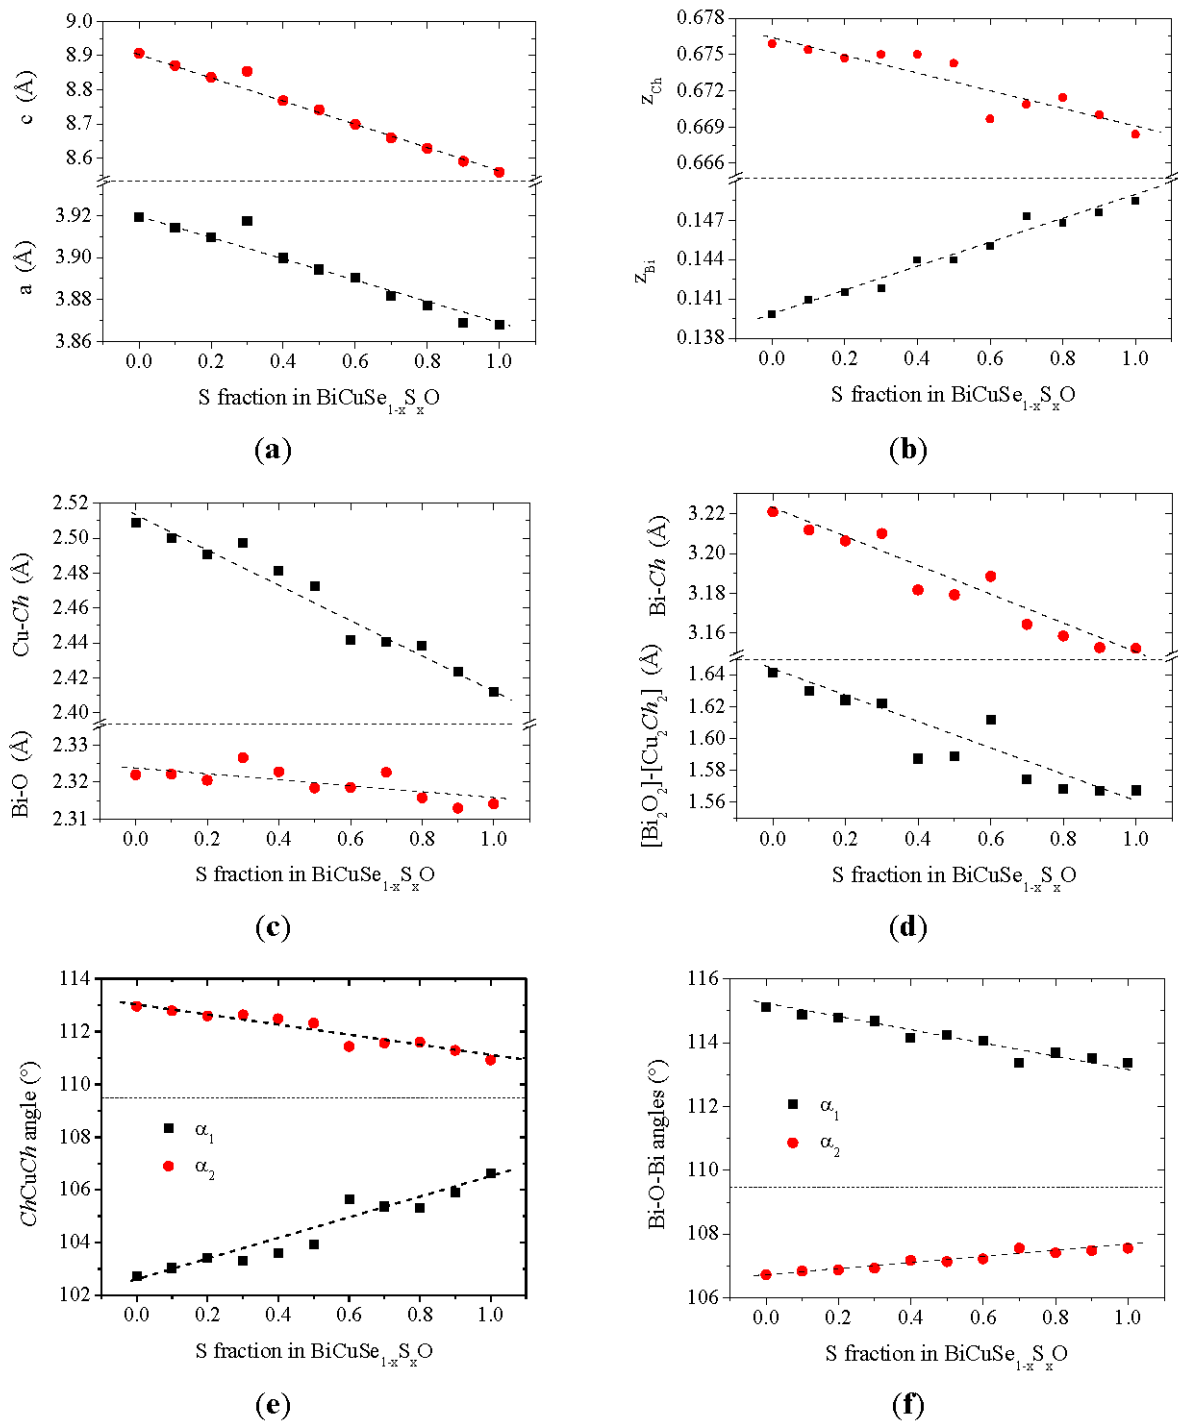 9.0
8.9
8.8
8.7
8.6
3.92
3.90
3.88
3.86
c (Å)
a (Å)
0.0 0.2 0.4 0.6 0.8 1.0
S fraction in BiCuSe1-xSxO
(a)
0.678
0.675
0.672
0.669
0.666
0.147
0.144
0.141
0.138
zCh
zBi
0.0 0.2 0.4 0.6 0.8 1.0
S fraction in BiCuSe1-xSxO
(b)
2.52
2.50
2.48
2.46
2.44
2.42
2.40
2.33
2.32
2.31
Cu-Ch (Å)
Bi-O (Å)
0.0 0.2 0.4 0.6 0.8 1.0
S fraction in BiCuSe1-xSxO
(c)
3.22
3.20
3.18
3.16
1.64
1.62
1.60
1.58
1.56
Bi-Ch (Å)
[Bi2O2]-[Cu2Ch2] (Å)
0.0 0.2 0.4 0.6 0.8 1.0
S fraction in BiCuSe1-xSxO
(d)
114
112
110
108
106
104
102
ChCuCh angle (°)
α1
α2
0.0 0.2 0.4 0.6 0.8 1.0
S fraction in BiCuSe1-xSxO
(e)
116
114
112
110
108
106
Bi-O-Bi angles (°)
α1
α2
0.0 0.2 0.4 0.6 0.8 1.0
S fraction in BiCuSe1-xSxO
(f)